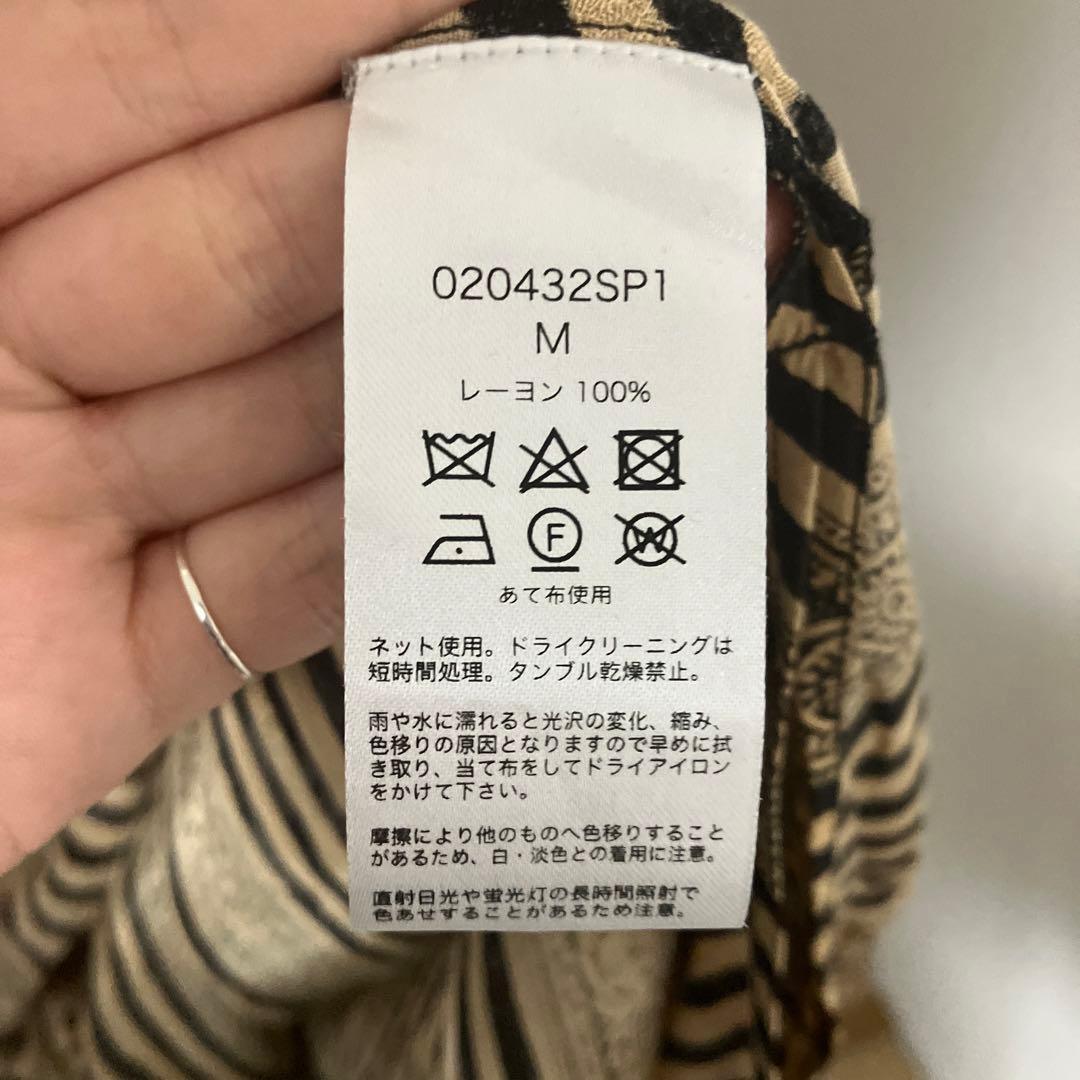 020432SP1
M
レーヨン 100%
F
W
あて布使用
ネット使用。ドライクリーニングは
短時間処理。タンブル乾燥禁止。
雨や水に濡れると光沢の変化、縮み、
色移りの原因となりますので早めに拭
き取り、当て布をしてドライアイロン
をかけて下さい。
摩擦により他のものへ色移りすること
があるため、白・淡色との着用に注意。
直射日光や蛍光灯の長時間照射で
色あせすることがあるため注意。